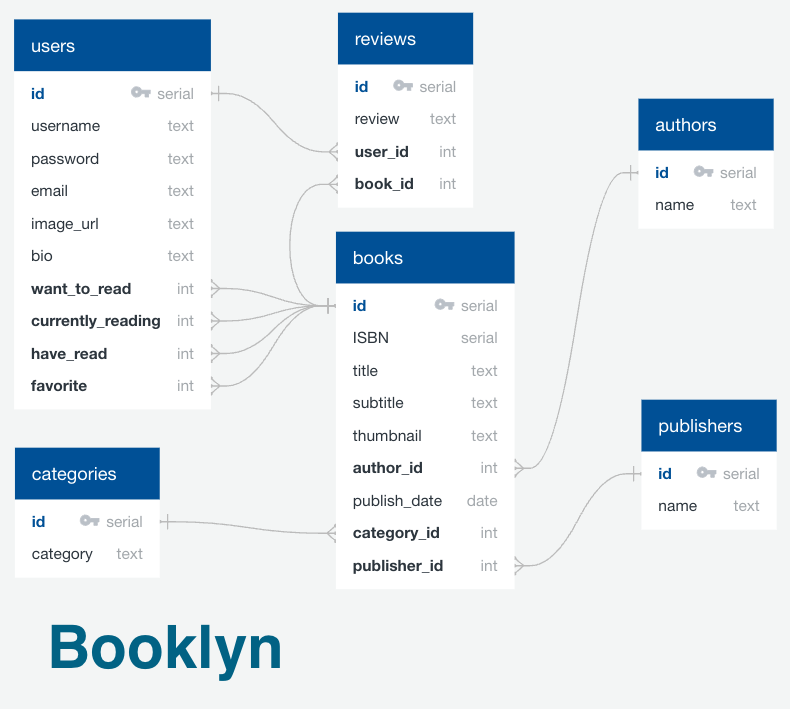 users
id serial
username text
password text
email text
image_url text
bio text
want_to_read int
currently_reading int
have_read int
favorite int
reviews
id serial
review text
user_id int
book_id int
authors
id serial
name text
books
id serial
ISBN serial
title text
subtitle text
thumbnail text
author_id int
publish_date date
category_id int
publisher_id int
publishers
id serial
name text
categories
id serial
category text
Booklyn